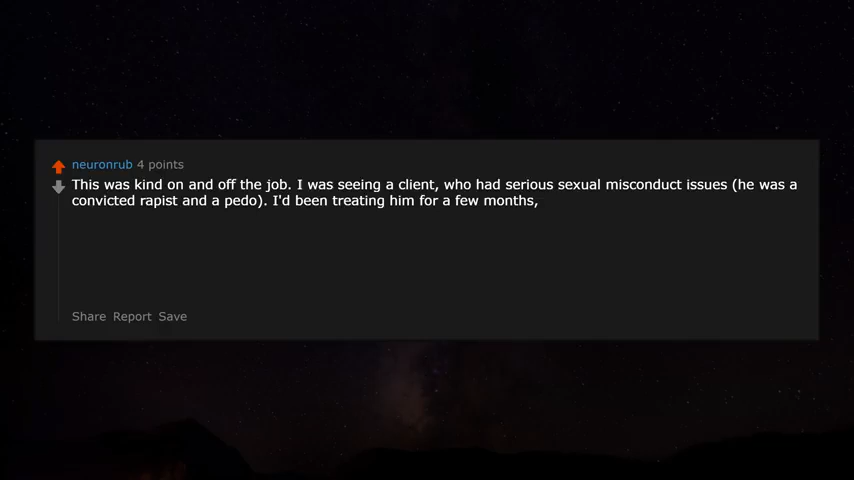 neuronrub 4 points
This was kind on and off the job. I was seeing a client, who had serious sexual misconduct issues (he was a
convicted rapist and a pedo). I'd been treating him for a few months,
Share Report Save